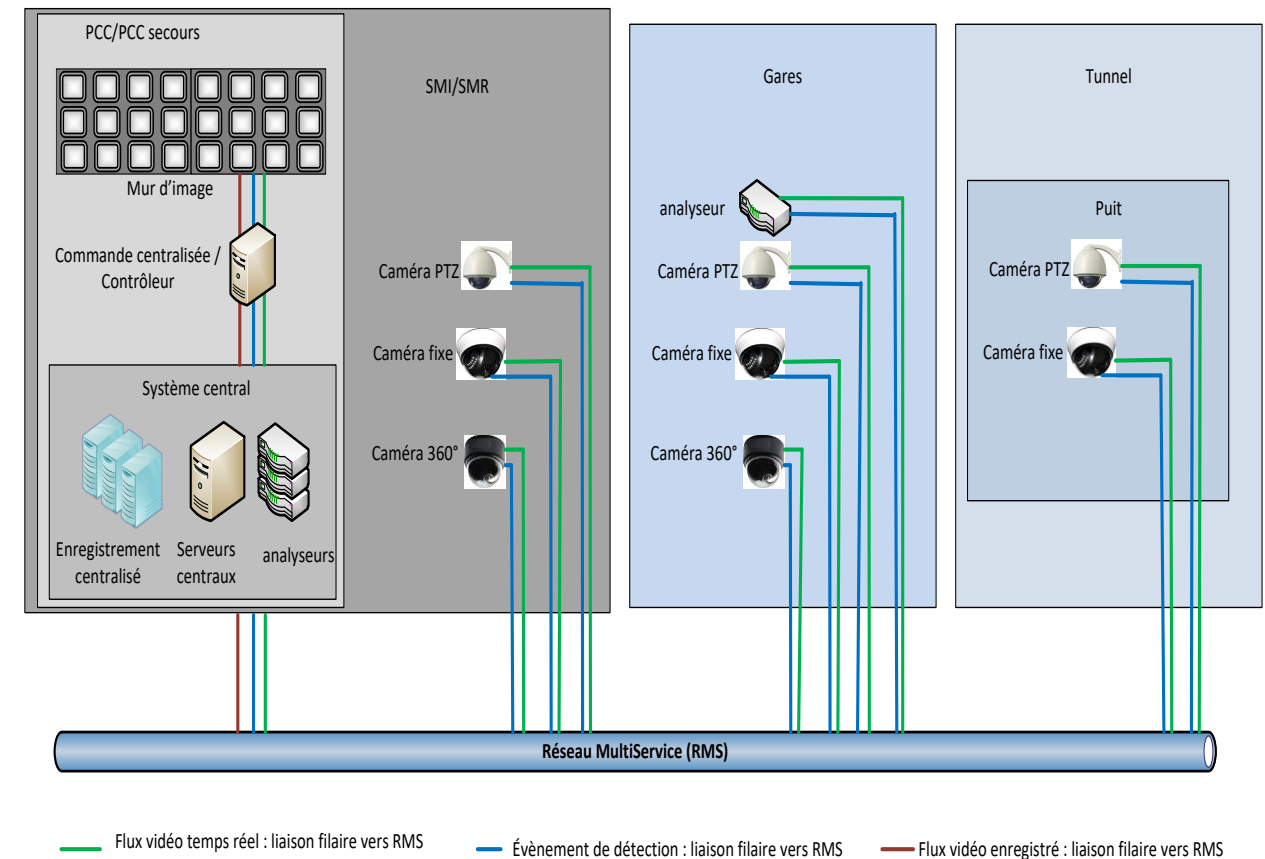 PCC/PCC secours
Mur d'image
Commande centralisée /
Contrôleur
Système central
Enregistrement
centralisé
Serveurs
centraux
analyseurs
SMI/SMR
Caméra PTZ
Caméra fixe
Caméra 360°
Gares
analyseur
Caméra PTZ
Caméra fixe
Caméra 360°
Tunnel
Puit
Caméra PTZ
Caméra fixe
Réseau MultiService (RMS)
Flux vidéo temps réel : liaison filaire vers RMS
Évènement de détection : liaison filaire vers RMS
Flux vidéo enregistré : liaison filaire vers RMS